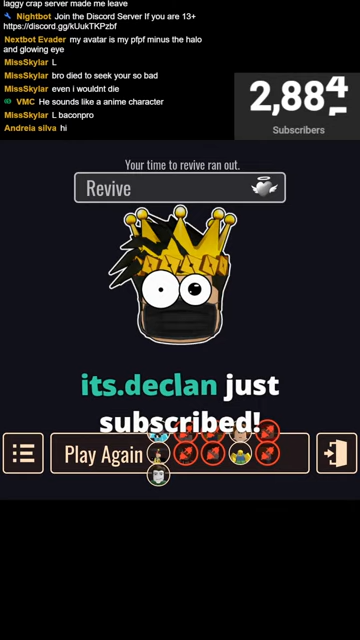 laggy crap server made me leave
Nightbot Join the Discord Server If you are 13+
https://discord.gg/kUukTKPzbf
Nextbot Evader my avatar is my pfpf minus the halo
and glowing eye
MissSkylar L
MissSkylar bro died to seek your so bad
MissSkylar even i wouldnt die
VMC He sounds like a anime character
MissSkylar L baconpro
Andreia silva hi
2,88
Subscribers
Your time to revive ran out.
Revive
its.declan just
subscribed!
Play Again